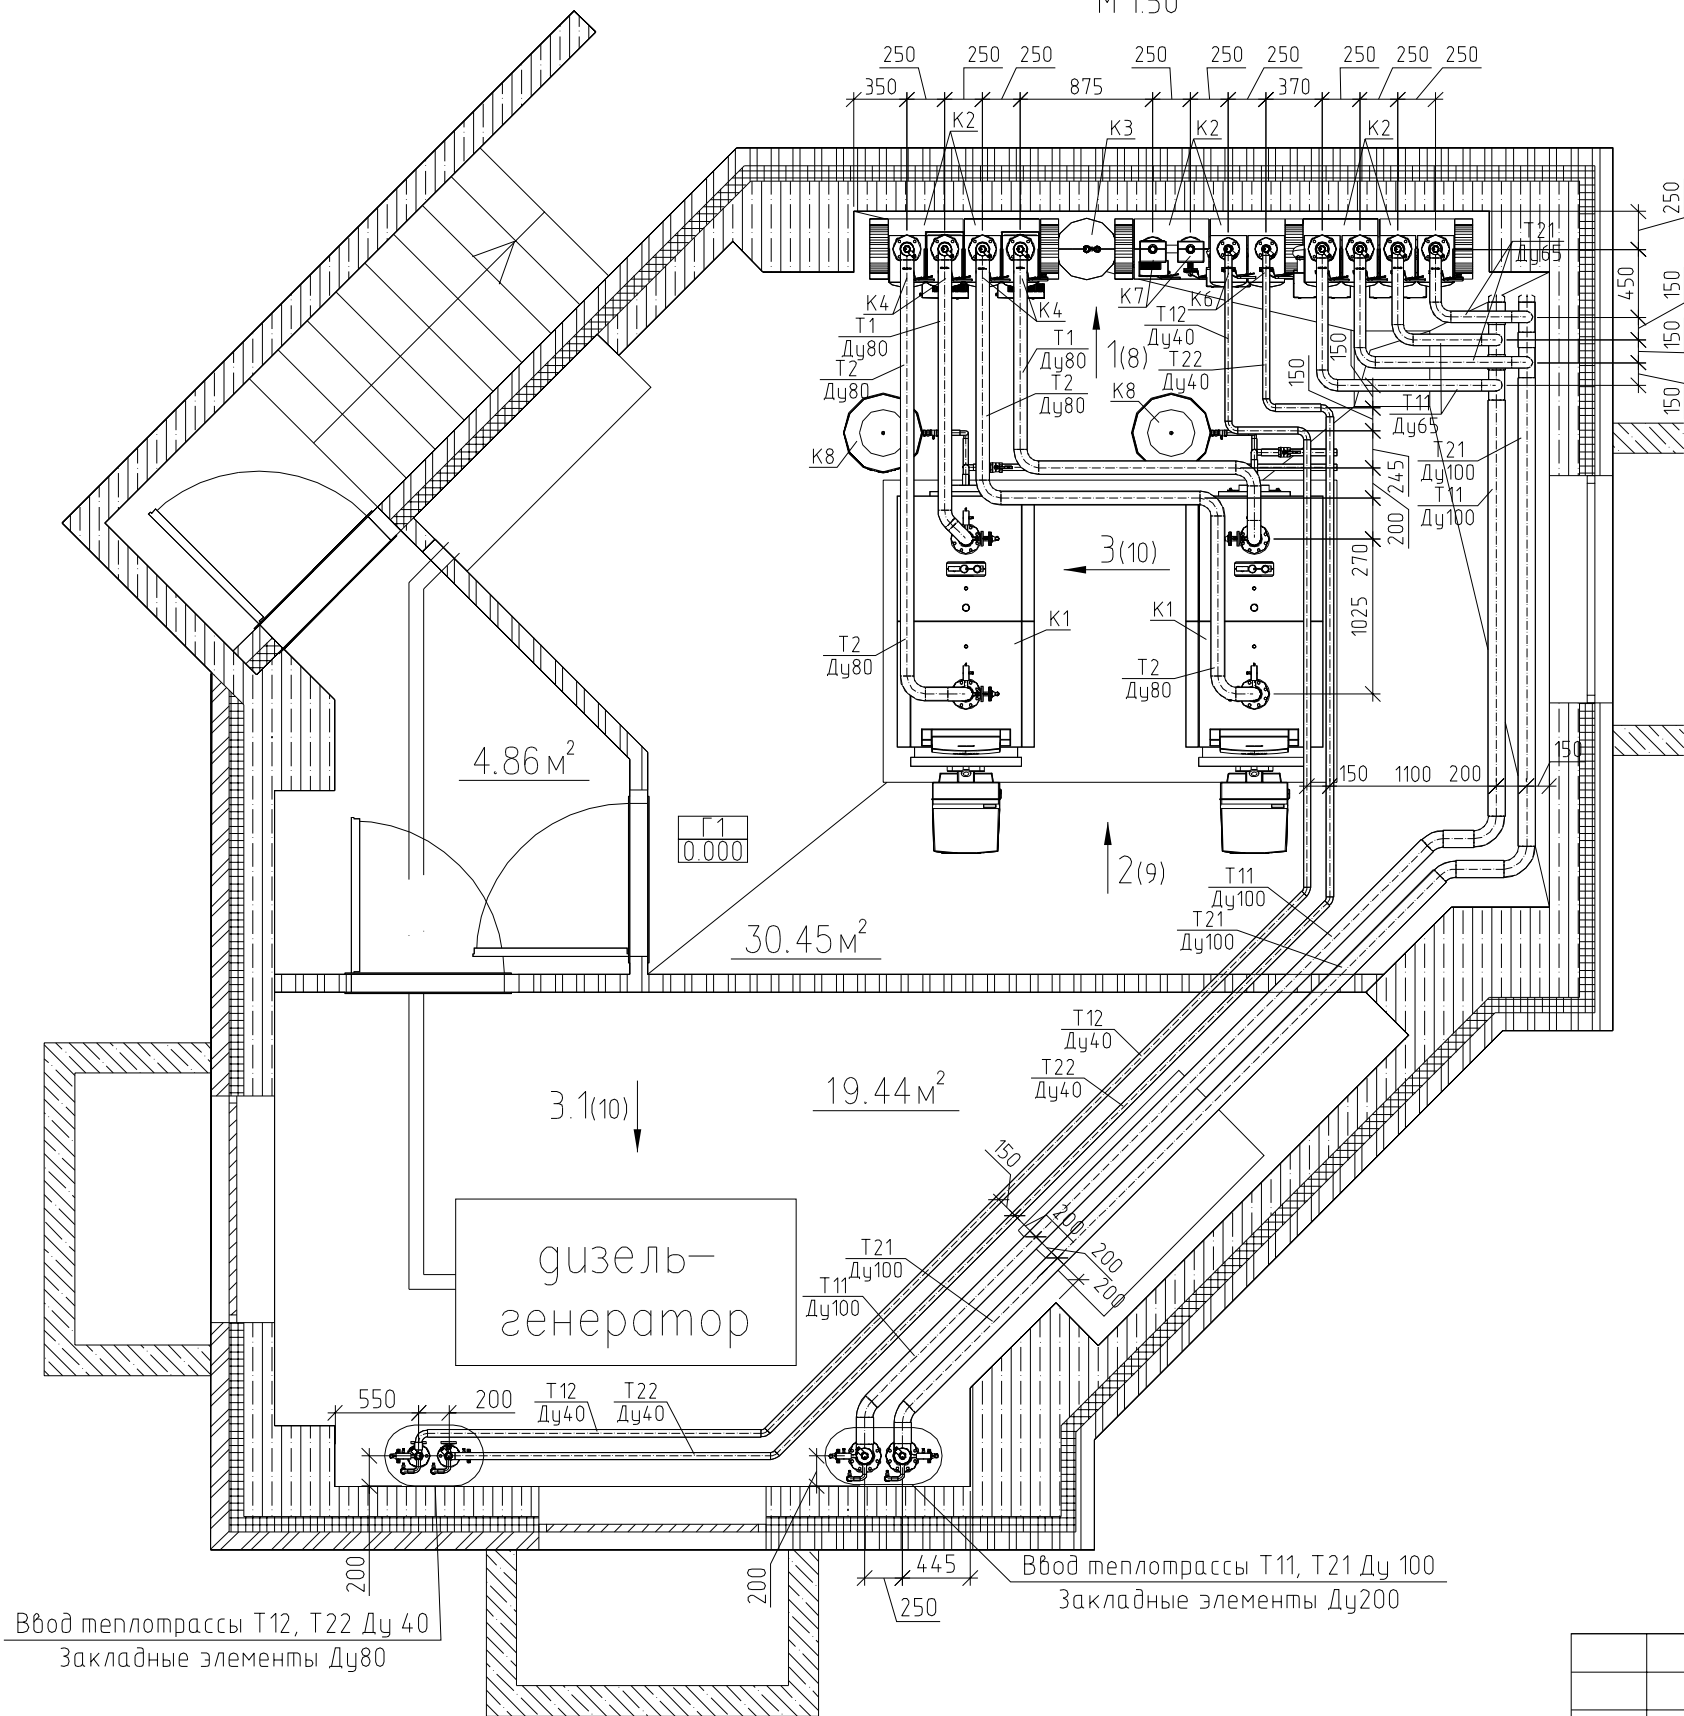 М 1:50
250 250 250 250 250 250 250 250 250
350 875 370
К2 К3 К2 К2
250
Т21
Ду65
450
150
150
150
К4 К4 К7 К6
Т1
Ду80
Т2
Ду80
Т1
Ду80
Т2
Ду80
1(8)
Т12
Ду40
Т22
Ду40
150
150
К8
К8
Т11
Ду65
Т21
Ду100
Т11
Ду100
245
200
270
1025
3(10)
К1
К1
Т2
Ду80
Т2
Ду80
4.86м²
Г1
0.000
150 1100 200 150
2(9)
30.45м²
Т11
Ду100
Т21
Ду100
Т12
Ду40
Т22
Ду40
3.1(10)
19.44м²
150
200
200
200
дизель-
генератор
Т21
Ду100
Т11
Ду100
550 200
Т12
Ду40
Т22
Ду40
200
200
445
250
Ввод теплотрассы Т11, Т21 Ду 100
Закладные элементы Ду200
Ввод теплотрассы Т12, Т22 Ду 40
Закладные элементы Ду80